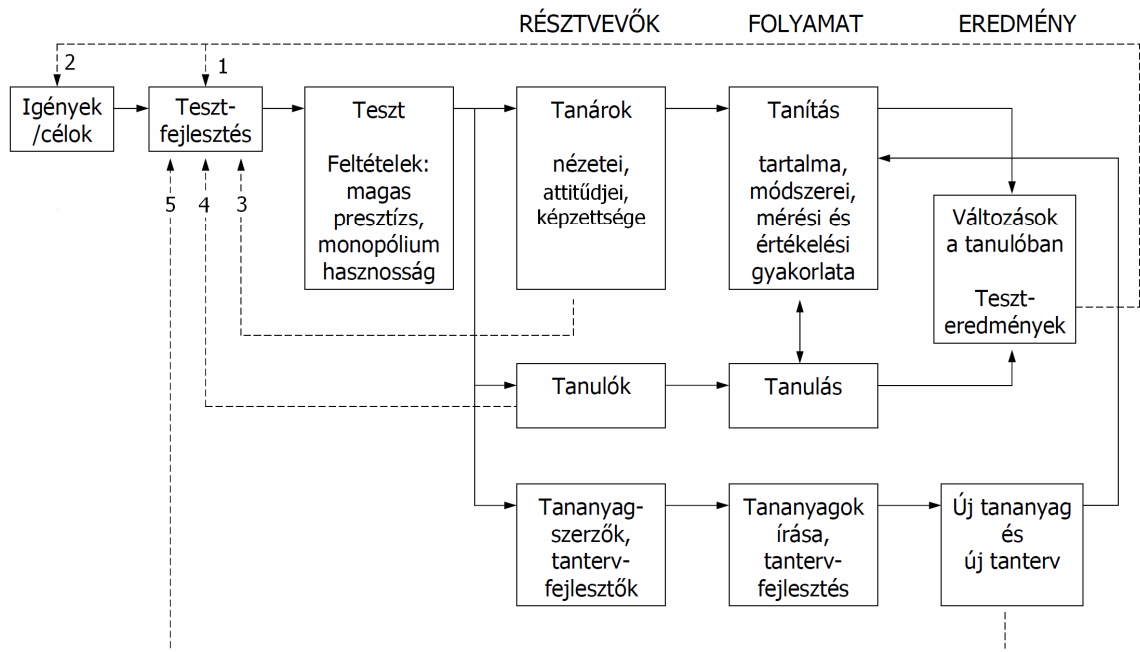 RÉSZTVEVŐK FOLYAMAT EREDMÉNY
2
1
Igények
/célok
Teszt-
fejlesztés
Teszt
Feltételek:
magas
presztízs,
monopólium
hasznosság
Tanárok
nézetei,
attitűdjei,
képzettsége
Tanítás
tartalma,
módszerei,
mérési és
értékelési
gyakorlata
Változások
a tanulóban
Teszt-
eredmények
5 4 3
Tanulók
Tanulás
Tananyag-
szerzők,
tanterv-
fejlesztők
Tananyagok
írása,
tanterv-
fejlesztés
Új tananyag
és
új tanterv